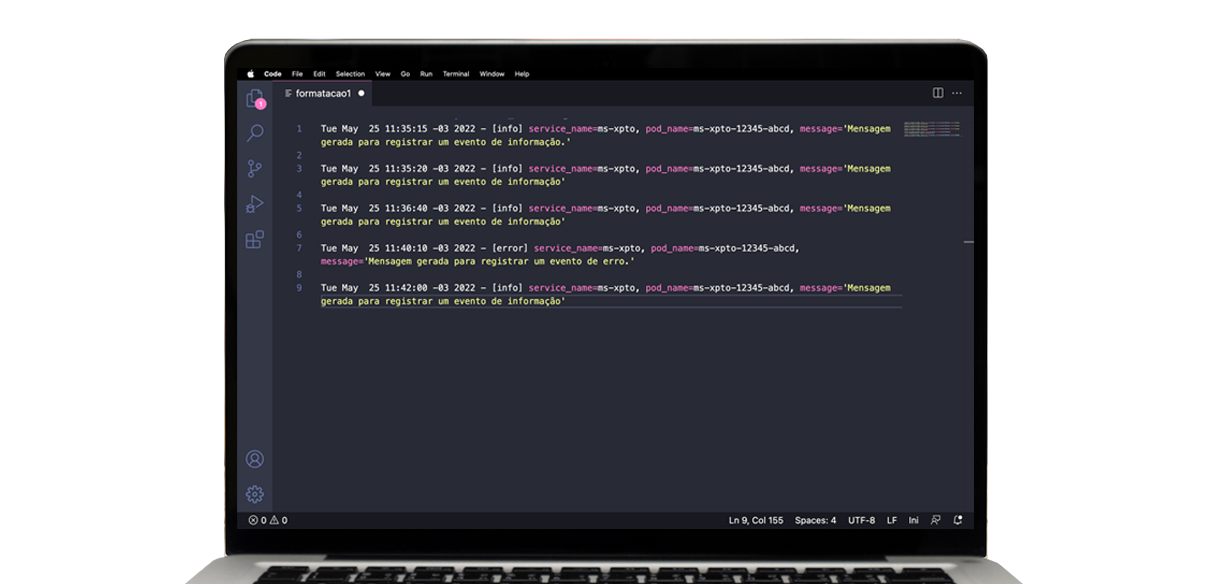 Code File Edit Selection View Go Run Terminal Window Help
formatacao1
1
1 Tue May  25 11:35:15 -03 2022 - [info] service_name=ms-xpto, pod_name=ms-xpto-12345-abcd, message='Mensagem
gerada para registrar um evento de informação.'
2
3 Tue May  25 11:35:20 -03 2022 - [info] service_name=ms-xpto, pod_name=ms-xpto-12345-abcd, message='Mensagem
gerada para registrar um evento de informação'
4
5 Tue May  25 11:36:40 -03 2022 - [info] service_name=ms-xpto, pod_name=ms-xpto-12345-abcd, message='Mensagem
gerada para registrar um evento de informação'
6
7 Tue May  25 11:40:10 -03 2022 - [error] service_name=ms-xpto, pod_name=ms-xpto-12345-abcd,
message='Mensagem gerada para registrar um evento de erro.'
8
9 Tue May  25 11:42:00 -03 2022 - [info] service_name=ms-xpto, pod_name=ms-xpto-12345-abcd, message='Mensagem
gerada para registrar um evento de informação'
0 0 Ln 9, Col 155 Spaces: 4 UTF-8 LF Ini